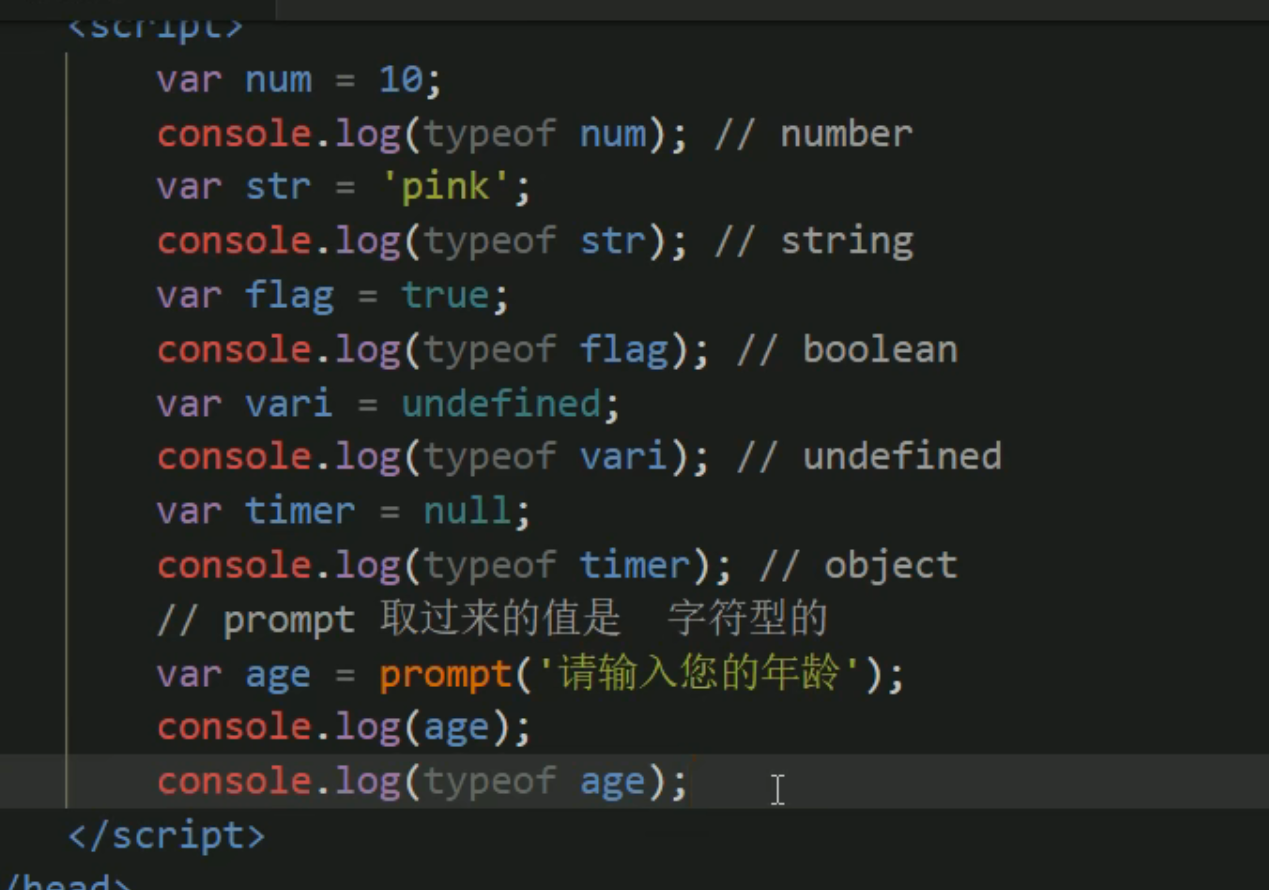 <script>
var num = 10;
console.log(typeof num); // number
var str = 'pink';
console.log(typeof str); // string
var flag = true;
console.log(typeof flag); // boolean
var vari = undefined;
console.log(typeof vari); // undefined
var timer = null;
console.log(typeof timer); // object
// prompt 取过来的值是  字符型的
var age = prompt('请输入您的年龄');
console.log(age);
console.log(typeof age);
</script>
/head>